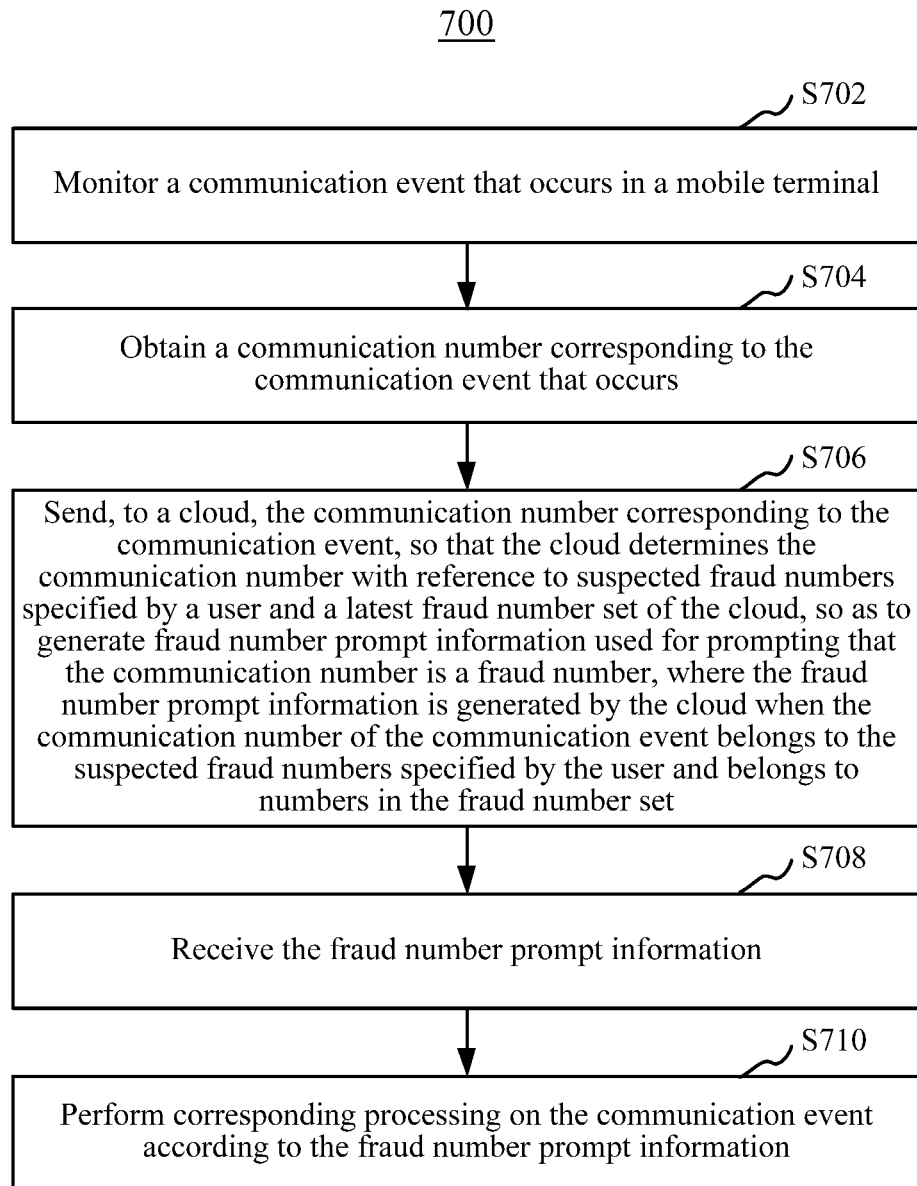 700
S702
Monitor a communication event that occurs in a mobile terminal
S704
Obtain a communication number corresponding to the
communication event that occurs
S706
Send, to a cloud, the communication number corresponding to the
communication event, so that the cloud determines the
communication number with reference to suspected fraud numbers
specified by a user and a latest fraud number set of the cloud, so as to
generate fraud number prompt information used for prompting that
the communication number is a fraud number, where the fraud
number prompt information is generated by the cloud when the
communication number of the communication event belongs to the
suspected fraud numbers specified by the user and belongs to
numbers in the fraud number set
S708
Receive the fraud number prompt information
S710
Perform corresponding processing on the communication event
according to the fraud number prompt information